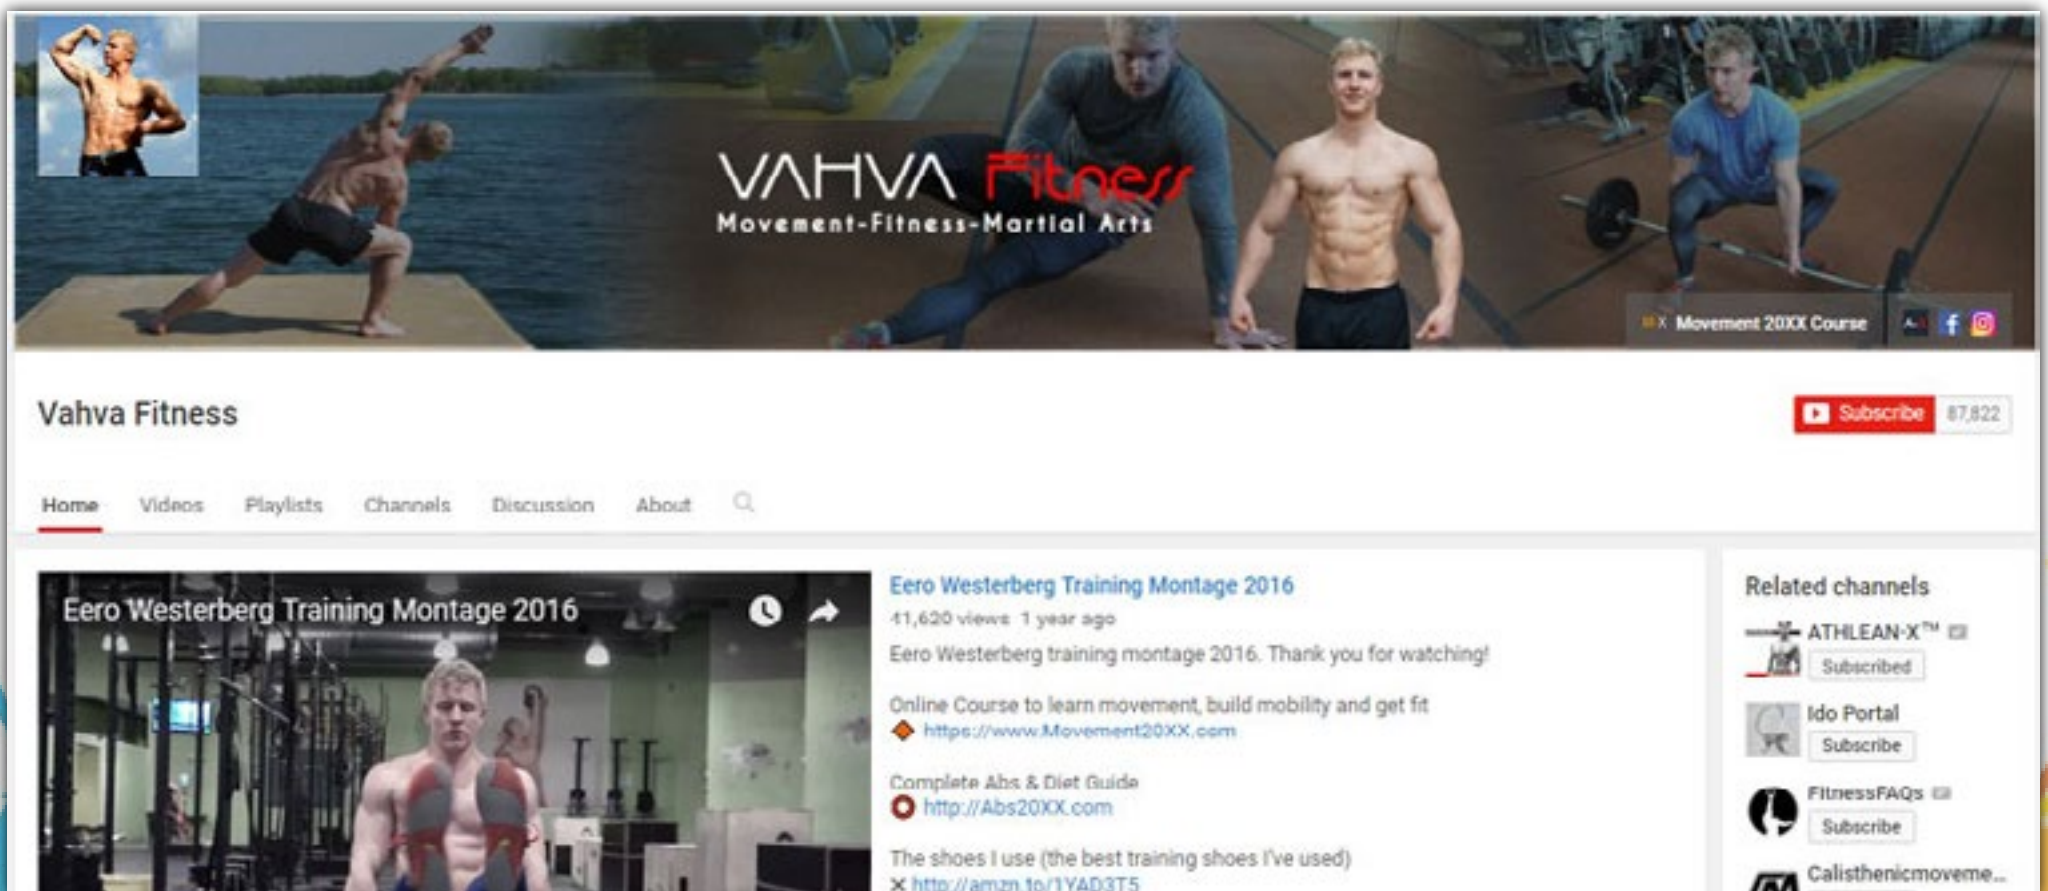 VAHVA Fitness
Movement-Fitness-Martial Arts
X Movement 20XX Course
Vahva Fitness
Subscribe 87,822
Home Videos Playlists Channels Discussion About
Eero Westerberg Training Montage 2016
Eero Westerberg Training Montage 2016
41,620 views 1 year ago
Eero Westerberg training montage 2016. Thank you for watching!
Online Course to learn movement, build mobility and get fit
https://www.Movement20XX.com
Complete Abs & Diet Guide
http://Abs20XX.com
The shoes I use (the best training shoes I've used)
http://amzn.to/1YAD3T5
Related channels
ATHLEAN-X™
Subscribed
Ido Portal
Subscribe
FitnessFAQs
Subscribe
Calisthenicmoveme...